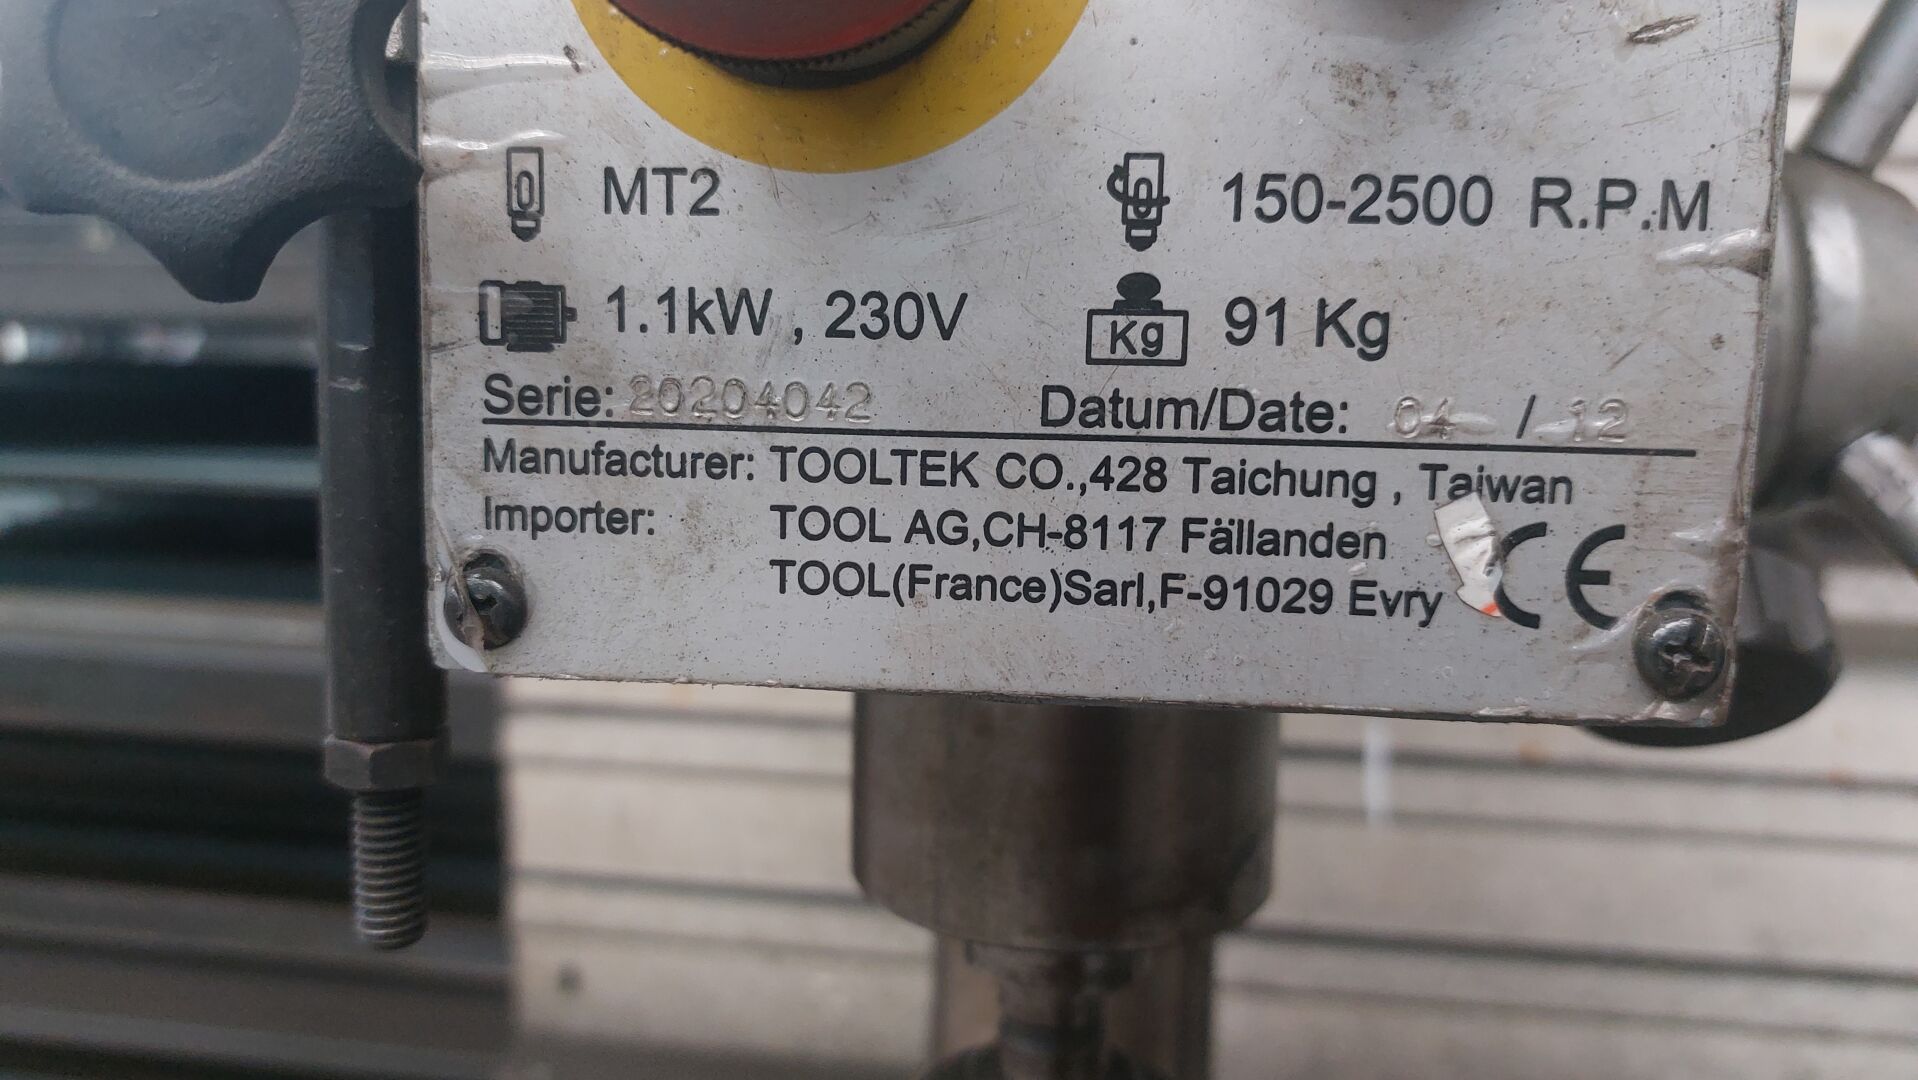 MT2 150-2500 R.P.M
1.1kW , 230V Kg 91 Kg
Serie: 20204042 Datum/Date: 04 / 12
Manufacturer: TOOLTEK CO.,428 Taichung , Taiwan
Importer: TOOL AG,CH-8117 Fällanden
TOOL(France)Sarl,F-91029 Evry CE